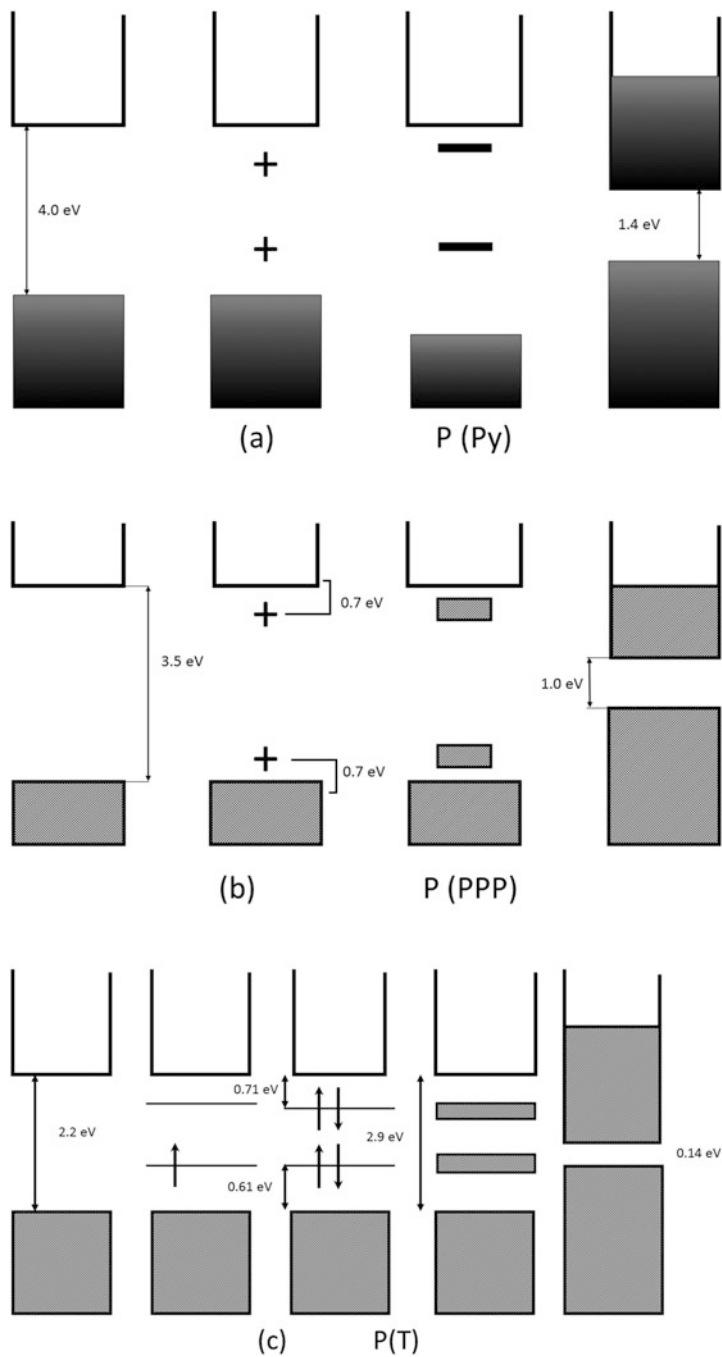 4.0 eV
1.4 eV
(a) P (Py)
0.7 eV
3.5 eV
1.0 eV
0.7 eV
(b) P (PPP)
0.71 eV
2.2 eV
2.9 eV
0.14 eV
0.61 eV
(c) P(T)